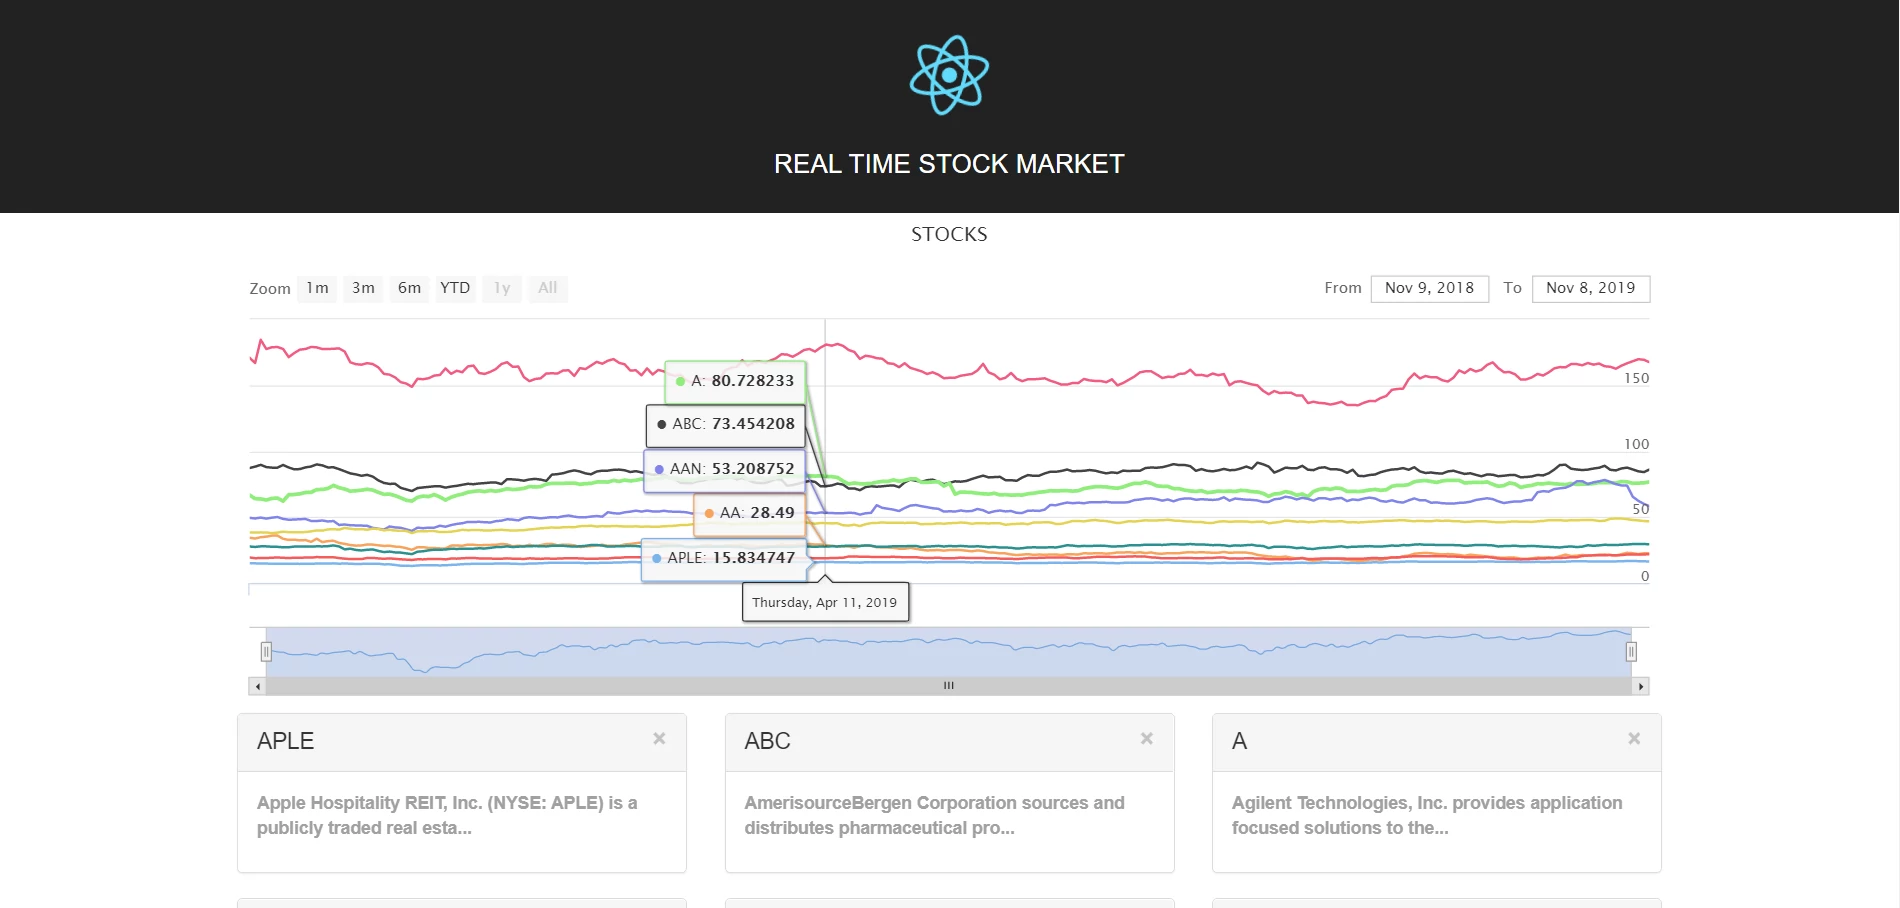 REAL TIME STOCK MARKET
STOCKS
Zoom 1m 3m 6m YTD 1y All
From Nov 9, 2018 To Nov 8, 2019
150
100
50
0
A: 80.728233
ABC: 73.454208
AAN: 53.208752
AA: 28.49
APLE: 15.834747
Thursday, Apr 11, 2019
APLE ×
Apple Hospitality REIT, Inc. (NYSE: APLE) is a
publicly traded real esta...
ABC ×
AmerisourceBergen Corporation sources and
distributes pharmaceutical pro...
A ×
Agilent Technologies, Inc. provides application
focused solutions to the...